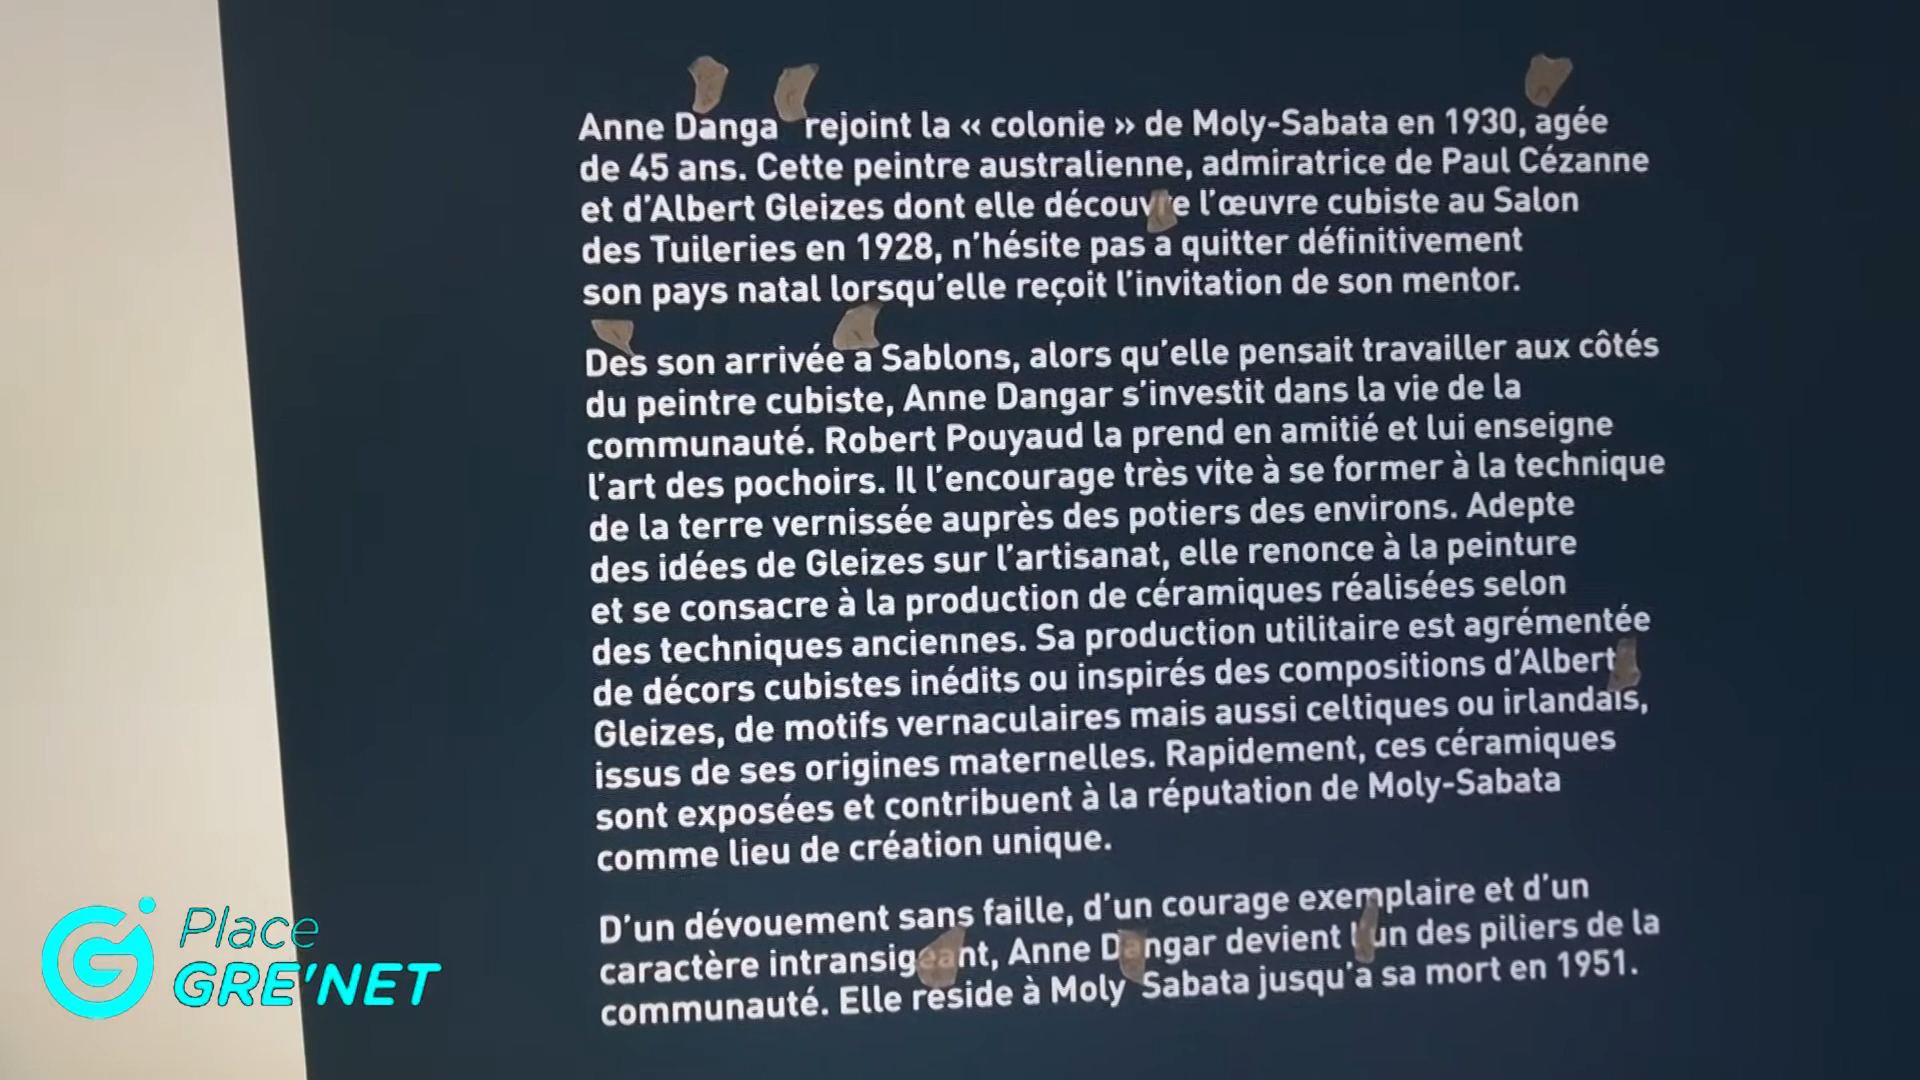 Anne Danga rejoint la « colonie » de Moly-Sabata en 1930, agée
de 45 ans. Cette peintre australienne, admiratrice de Paul Cézanne
et d'Albert Gleizes dont elle découvre l'œuvre cubiste au Salon
des Tuileries en 1928, n'hésite pas a quitter définitivement
son pays natal lorsqu'elle reçoit l'invitation de son mentor.
Des son arrivée a Sablons, alors qu'elle pensait travailler aux côtés
du peintre cubiste, Anne Dangar s'investit dans la vie de la
communauté. Robert Pouyaud la prend en amitié et lui enseigne
l'art des pochoirs. Il l'encourage très vite à se former à la technique
de la terre vernissée auprès des potiers des environs. Adepte
des idées de Gleizes sur l'artisanat, elle renonce à la peinture
et se consacre à la production de céramiques réalisées selon
des techniques anciennes. Sa production utilitaire est agrémentée
de décors cubistes inédits ou inspirés des compositions d'Albert
Gleizes, de motifs vernaculaires mais aussi celtiques ou irlandais,
issus de ses origines maternelles. Rapidement, ces céramiques
sont exposées et contribuent à la réputation de Moly-Sabata
comme lieu de création unique.
D'un dévouement sans faille, d'un courage exemplaire et d'un
caractère intransigeant, Anne Dangar devient l'un des piliers de la
communauté. Elle réside à Moly Sabata jusqu'a sa mort en 1951.
Place
GRE'NET